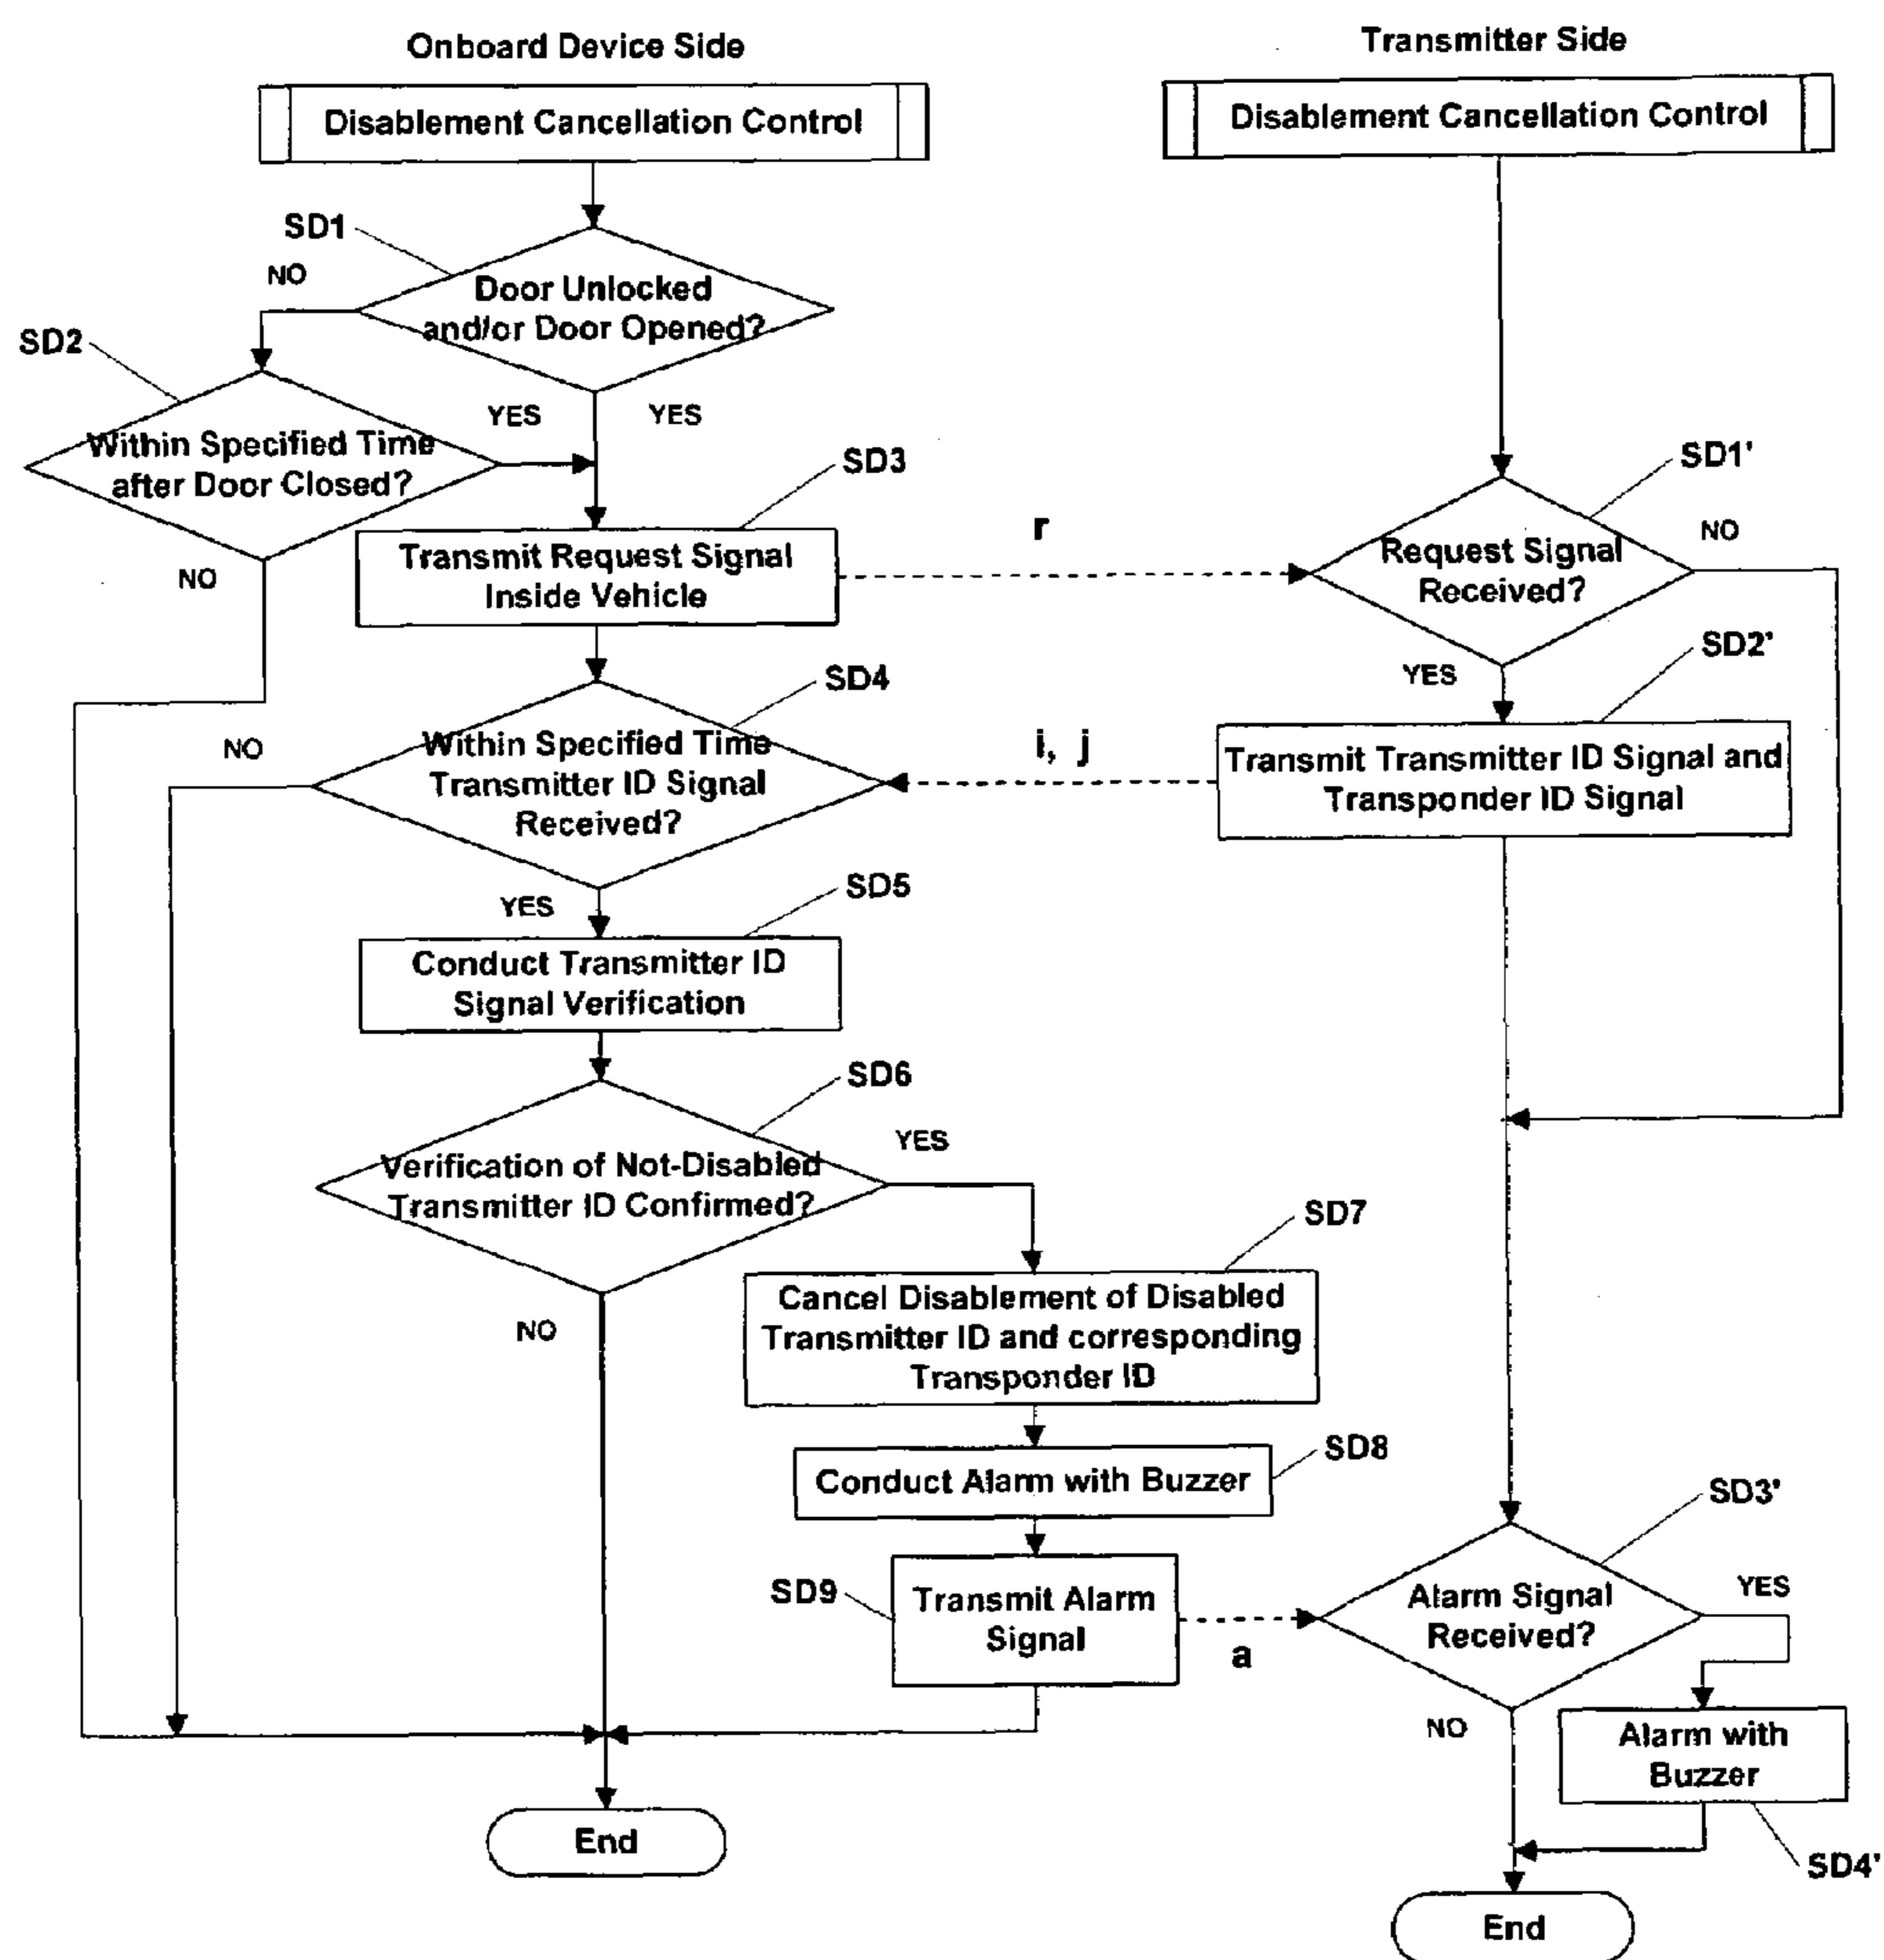 Onboard Device Side
Transmitter Side
Disablement Cancellation Control
Disablement Cancellation Control
SD1
NO
Door Unlocked
and/or Door Opened?
SD2
YES
YES
Within Specified Time
after Door Closed?
NO
SD3
Transmit Request Signal
Inside Vehicle
r
SD1'
NO
Request Signal
Received?
YES
SD2'
SD4
NO
Within Specified Time
Transmitter ID Signal
Received?
i, j
Transmit Transmitter ID Signal and
Transponder ID Signal
YES
SD5
Conduct Transmitter ID
Signal Verification
SD6
YES
Verification of Not-Disabled
Transmitter ID Confirmed?
NO
SD7
Cancel Disablement of Disabled
Transmitter ID and corresponding
Transponder ID
SD8
Conduct Alarm with Buzzer
SD9
Transmit Alarm
Signal
a
SD3'
YES
Alarm Signal
Received?
NO
Alarm with
Buzzer
SD4'
End
End